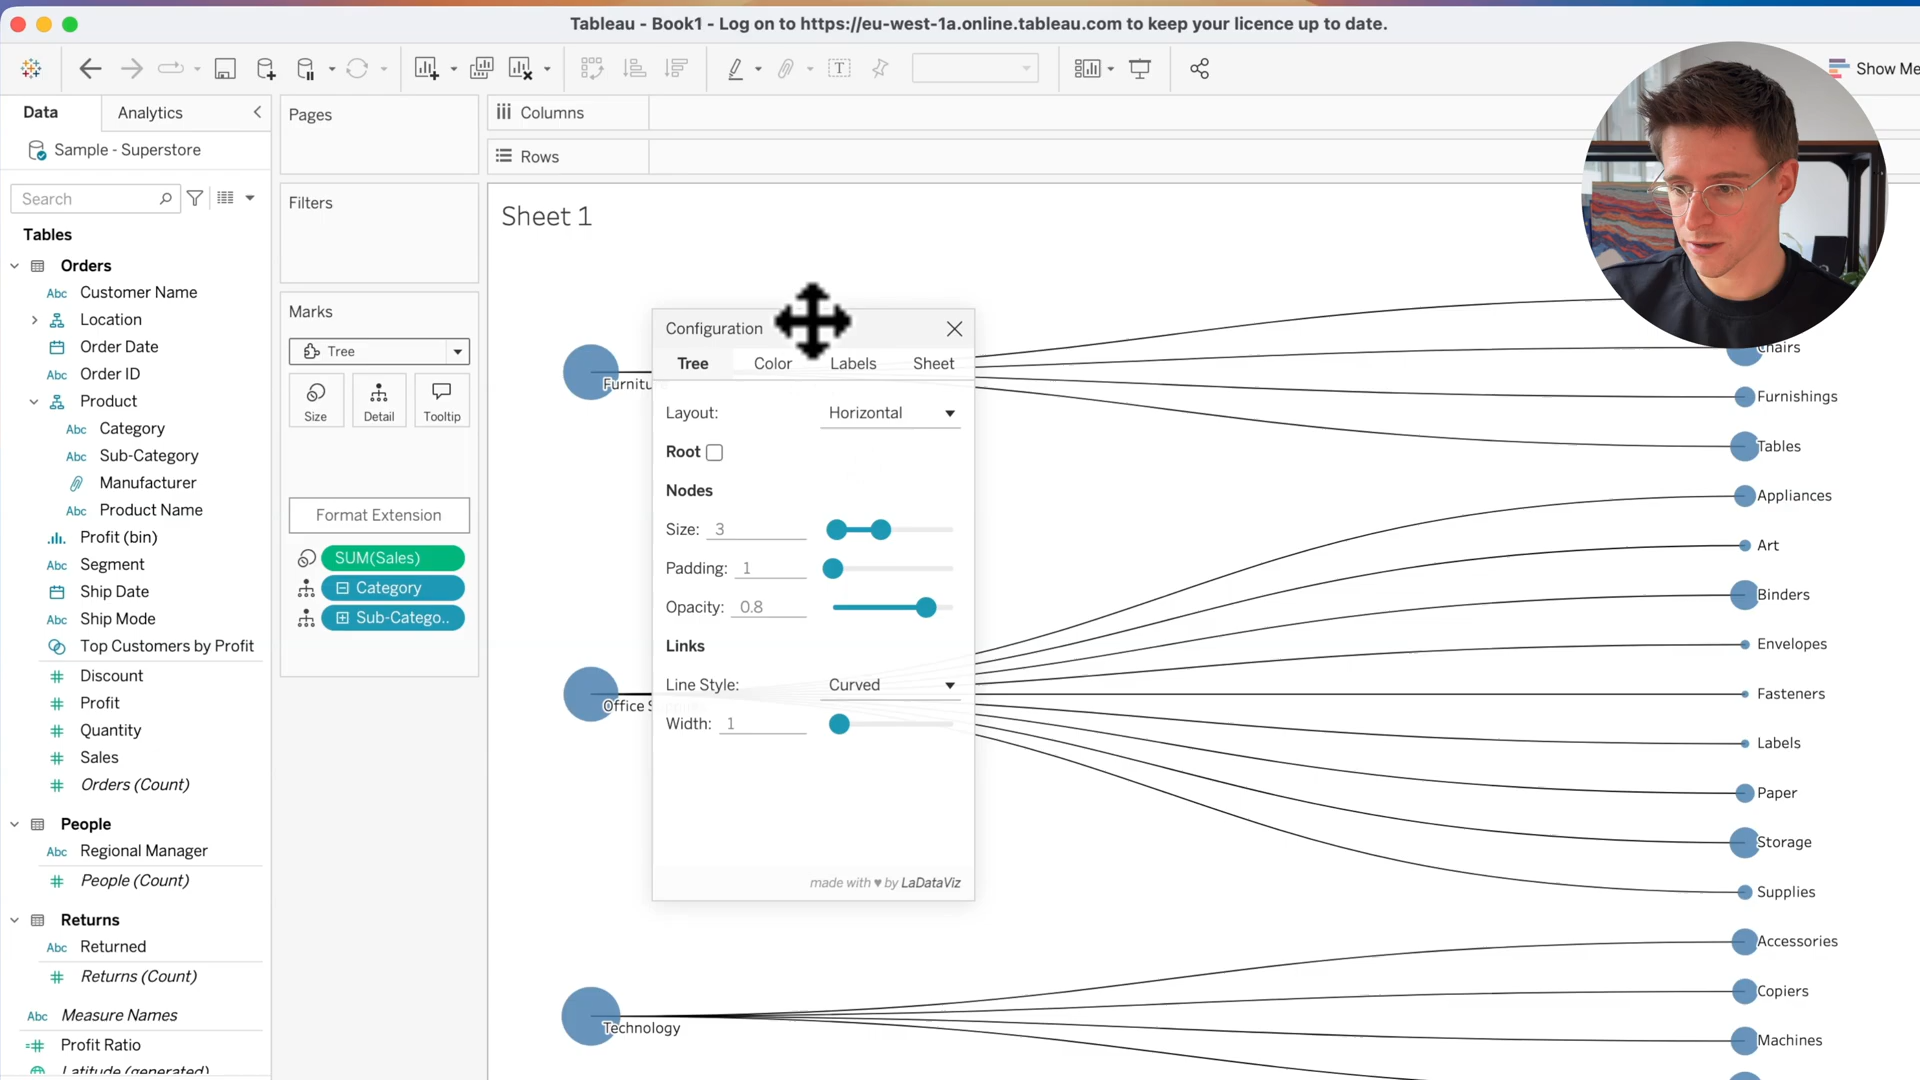 Tableau - Book1 - Log on to https://eu-west-1a.online.tableau.com to keep your licence up to date.
Show Me
Data
Analytics
Sample - Superstore
Search
Tables
Orders
Customer Name
Location
Order Date
Order ID
Product
Category
Sub-Category
Manufacturer
Product Name
Profit (bin)
Segment
Ship Date
Ship Mode
Top Customers by Profit
Discount
Profit
Quantity
Sales
Orders (Count)
People
Regional Manager
People (Count)
Returns
Returned
Returns (Count)
Measure Names
Profit Ratio
Latitude (generated)
Pages
Filters
Marks
Tree
Size
Detail
Tooltip
Format Extension
SUM(Sales)
Category
Sub-Catego..
Columns
Rows
Sheet 1
Furnitu
Office S
Technology
Configuration
Tree
Color
Labels
Sheet
Layout:
Horizontal
Root
Nodes
Size: 3
Padding: 1
Opacity: 0.8
Links
Line Style:
Curved
Width: 1
made with ♥ by LaDataViz
Chairs
Furnishings
Tables
Appliances
Art
Binders
Envelopes
Fasteners
Labels
Paper
Storage
Supplies
Accessories
Copiers
Machines